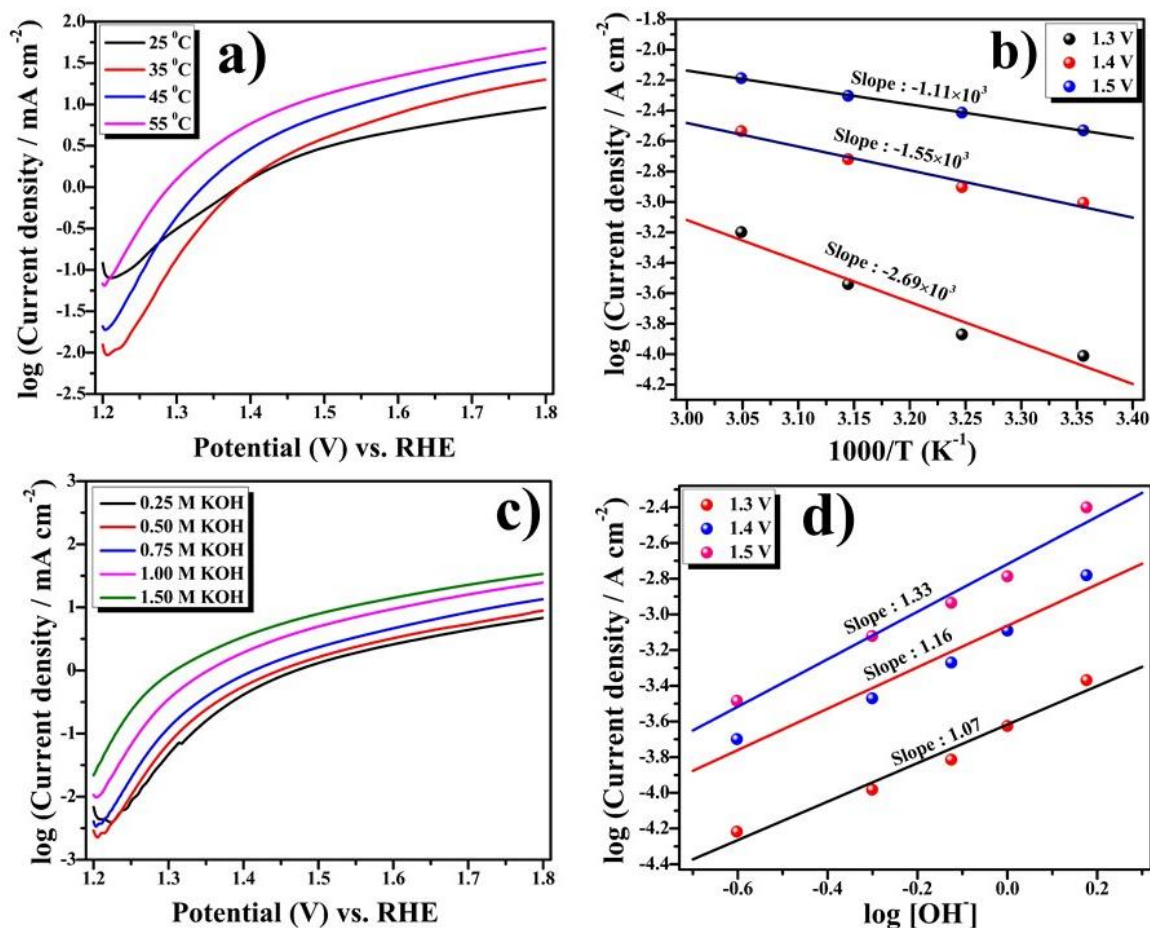 a)
25 ⁰C
35 ⁰C
45 ⁰C
55 ⁰C
log (Current density / mA cm⁻²)
2.0
1.5
1.0
0.5
0.0
-0.5
-1.0
-1.5
-2.0
-2.5
1.2 1.3 1.4 1.5 1.6 1.7 1.8
Potential (V) vs. RHE
b)
1.3 V
1.4 V
1.5 V
Slope : -1.11×10³
Slope : -1.55×10³
Slope : -2.69×10³
log (Current density / A cm⁻²)
-1.8
-2.0
-2.2
-2.4
-2.6
-2.8
-3.0
-3.2
-3.4
-3.6
-3.8
-4.0
-4.2
3.00 3.05 3.10 3.15 3.20 3.25 3.30 3.35 3.40
1000/T (K⁻¹)
c)
0.25 M KOH
0.50 M KOH
0.75 M KOH
1.00 M KOH
1.50 M KOH
log (Current density / mA cm⁻²)
3
2
1
0
-1
-2
-3
1.2 1.3 1.4 1.5 1.6 1.7 1.8
Potential (V) vs. RHE
d)
1.3 V
1.4 V
1.5 V
Slope : 1.33
Slope : 1.16
Slope : 1.07
log (Current density / A cm⁻²)
-2.4
-2.6
-2.8
-3.0
-3.2
-3.4
-3.6
-3.8
-4.0
-4.2
-4.4
-0.6 -0.4 -0.2 0.0 0.2
log [OH⁻]